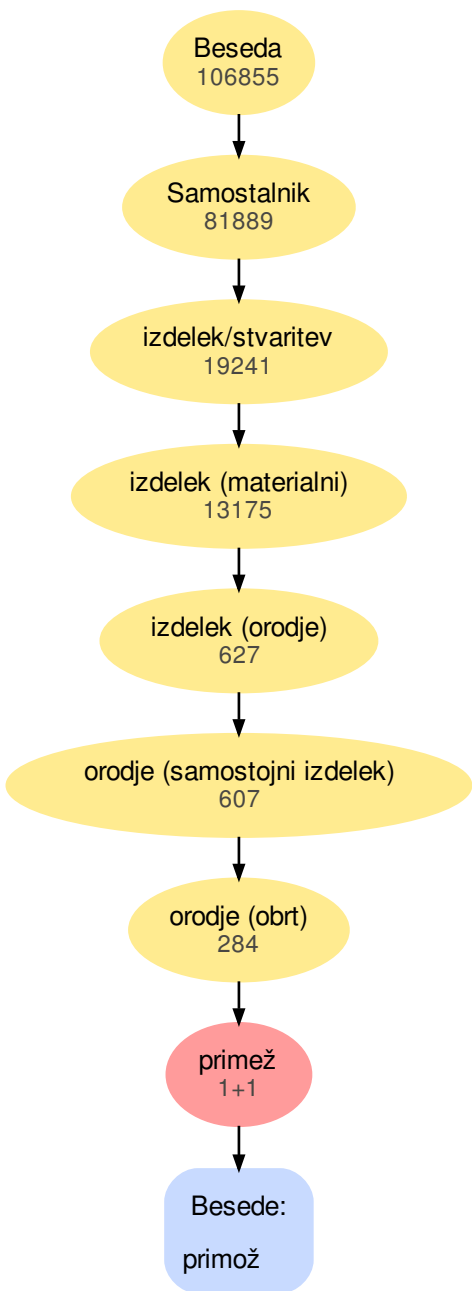 Beseda
106855
Samostalnik
81889
izdelek/stvaritev
19241
izdelek (materialni)
13175
izdelek (orodje)
627
orodje (samostojni izdelek)
607
orodje (obrt)
284
primež
1+1
Besede:
primož